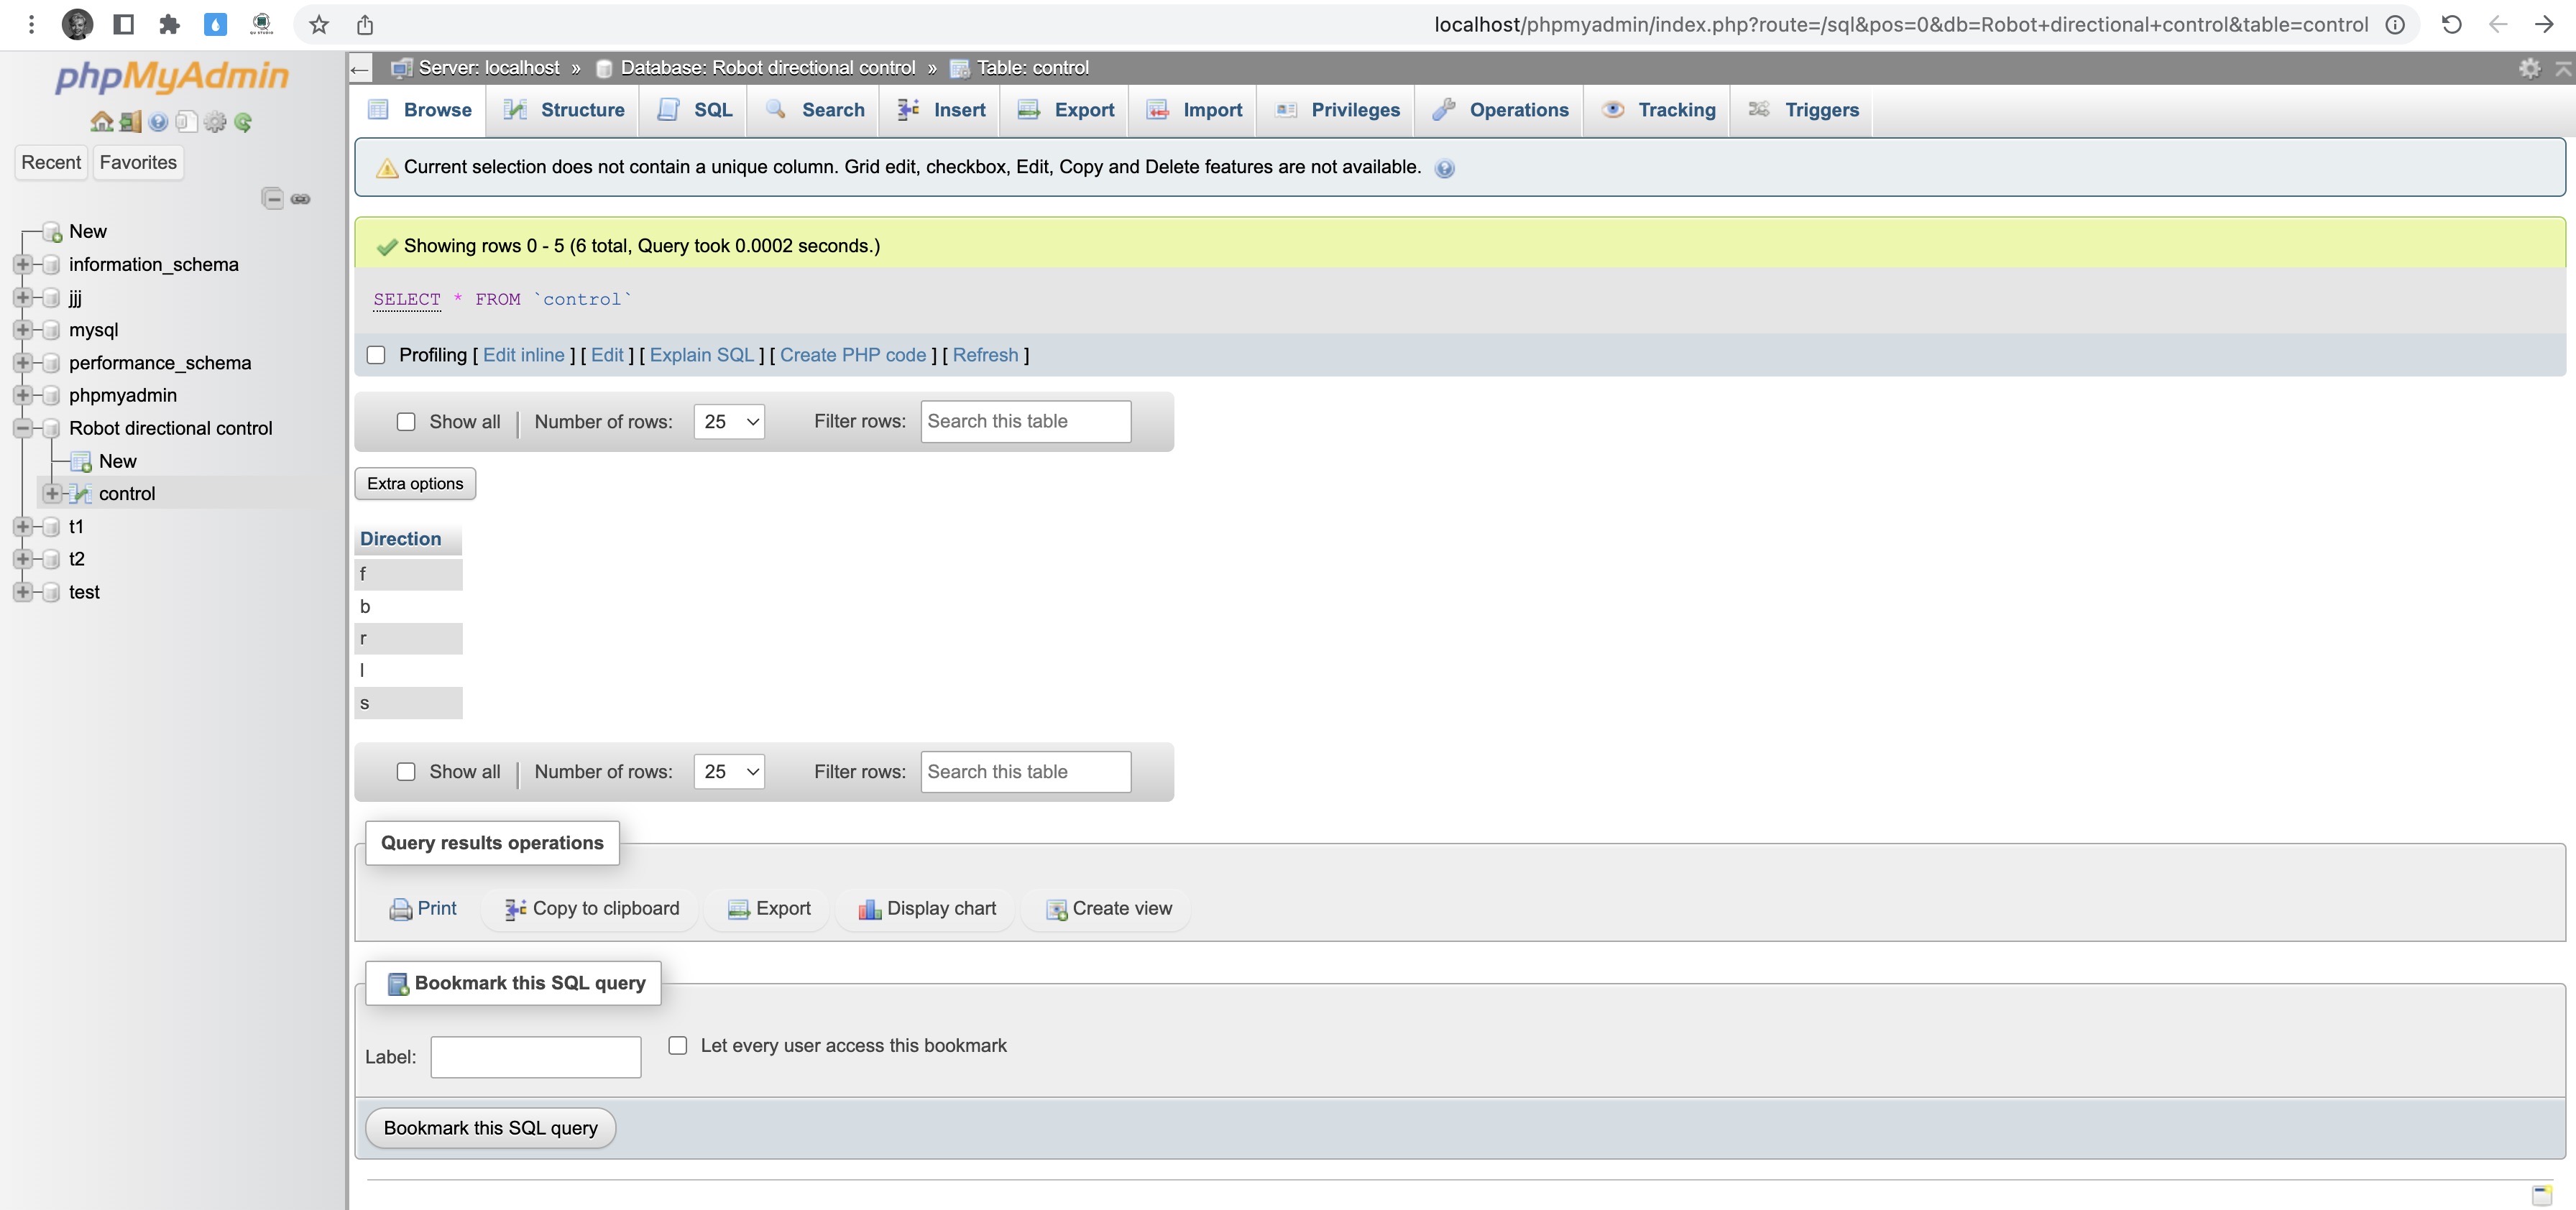 localhost/phpmyadmin/index.php?route=/sql&pos=0&db=Robot+directional+control&table=control
phpMyAdmin
Recent Favorites
New
information_schema
jjj
mysql
performance_schema
phpmyadmin
Robot directional control
New
control
t1
t2
test
Server: localhost » Database: Robot directional control » Table: control
Browse Structure SQL Search Insert Export Import Privileges Operations Tracking Triggers
Current selection does not contain a unique column. Grid edit, checkbox, Edit, Copy and Delete features are not available.
Showing rows 0 - 5 (6 total, Query took 0.0002 seconds.)
SELECT * FROM `control`
Profiling [ Edit inline ] [ Edit ] [ Explain SQL ] [ Create PHP code ] [ Refresh ]
Show all | Number of rows: 25 Filter rows: Search this table
Extra options
Direction
f
b
r
l
s
Show all | Number of rows: 25 Filter rows: Search this table
Query results operations
Print Copy to clipboard Export Display chart Create view
Bookmark this SQL query
Label: Let every user access this bookmark
Bookmark this SQL query